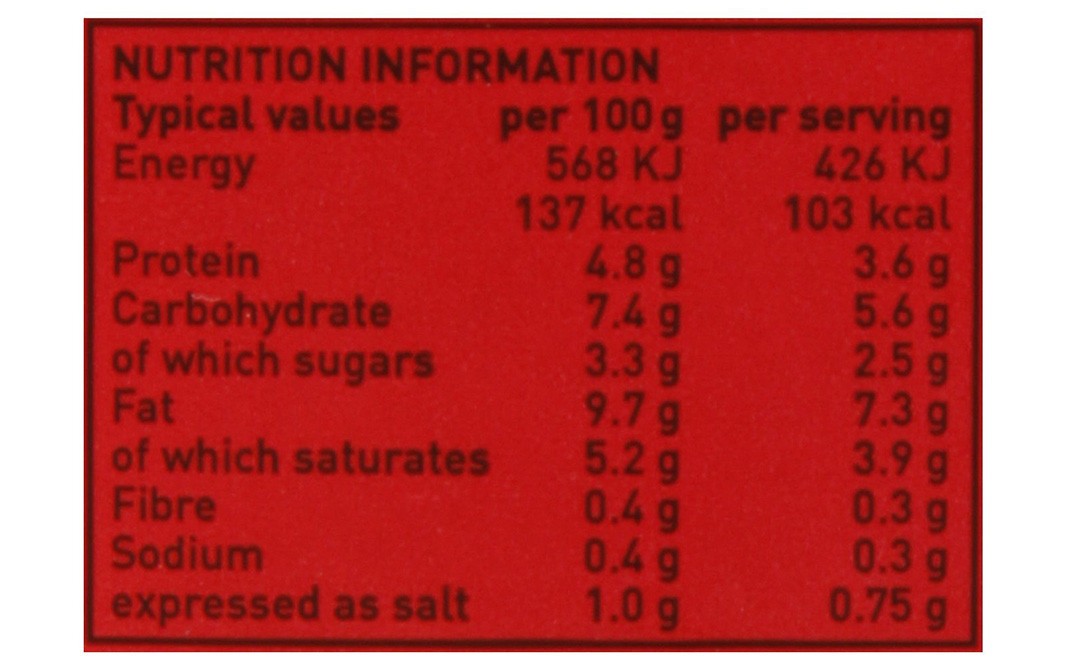 NUTRITION INFORMATION
Typical values per 100 g per serving
Energy 568 KJ 426 KJ
137 kcal 103 kcal
Protein 4.8 g 3.6 g
Carbohydrate 7.4 g 5.6 g
of which sugars 3.3 g 2.5 g
Fat 9.7 g 7.3 g
of which saturates 5.2 g 3.9 g
Fibre 0.4 g 0.3 g
Sodium 0.4 g 0.3 g
expressed as salt 1.0 g 0.75 g